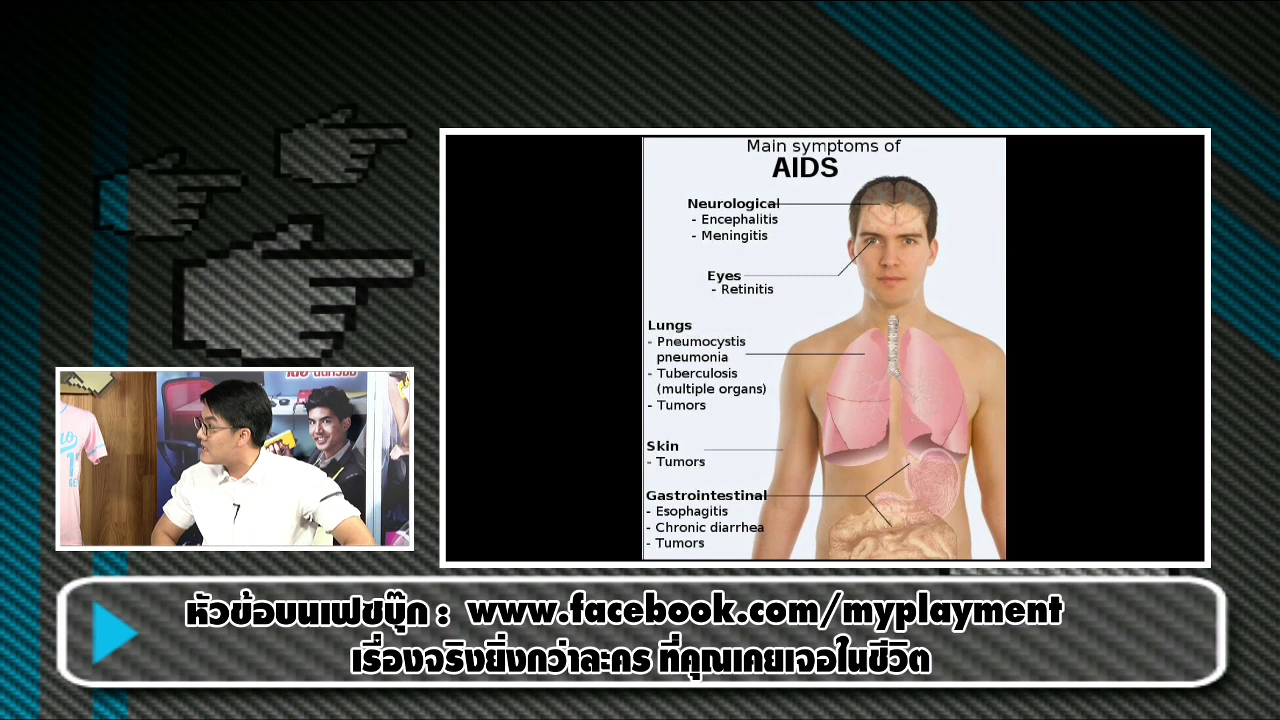 Main symptoms of
AIDS
Neurological
- Encephalitis
- Meningitis
Eyes
- Retinitis
Lungs
- Pneumocystis
pneumonia
- Tuberculosis
(multiple organs)
- Tumors
Skin
- Tumors
Gastrointestinal
- Esophagitis
- Chronic diarrhea
- Tumors
หัวข้อบนเฟซบุ๊ก : www.facebook.com/myplayment
เรื่องจริงยิ่งกว่าละคร ที่คุณเคยเจอในชีวิต